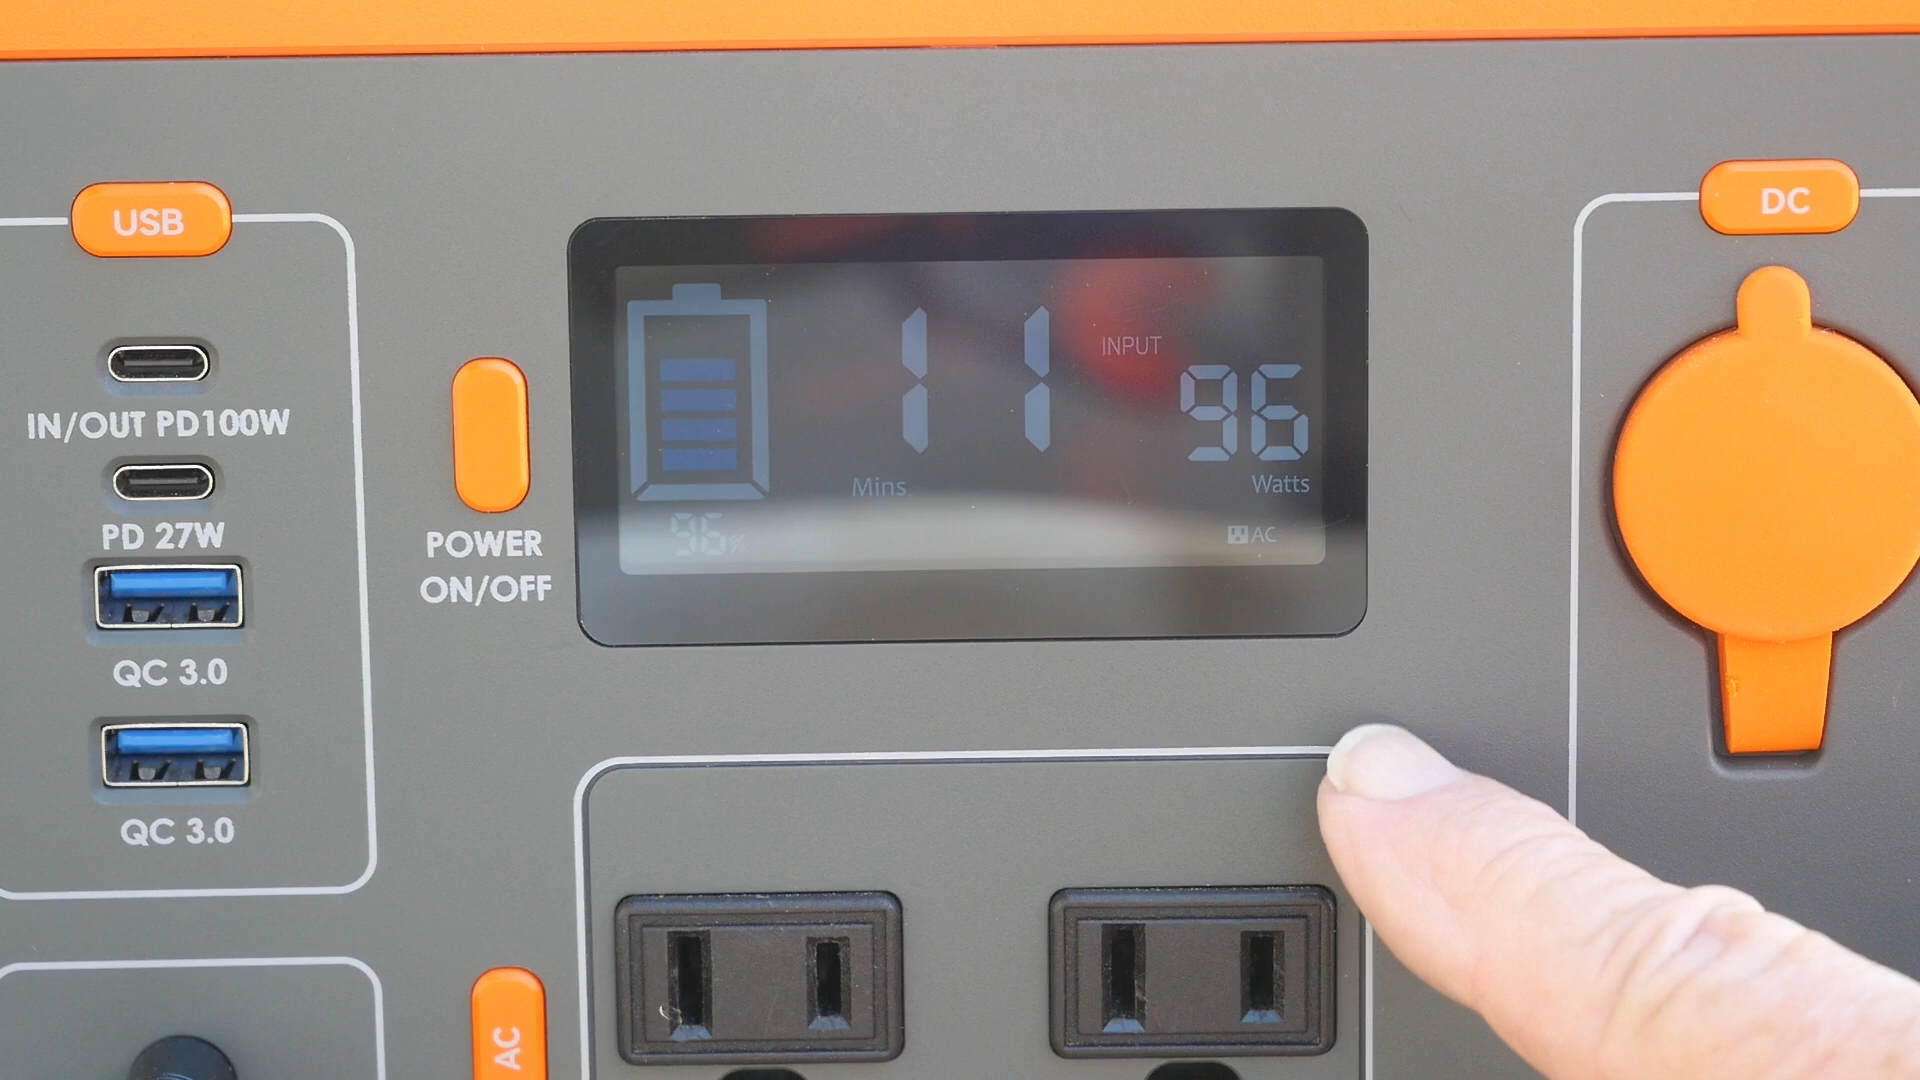 USB
IN/OUT PD100W
PD 27W
QC 3.0
QC 3.0
POWER
ON/OFF
11
Mins
INPUT
96
Watts
96%
AC
DC
AC